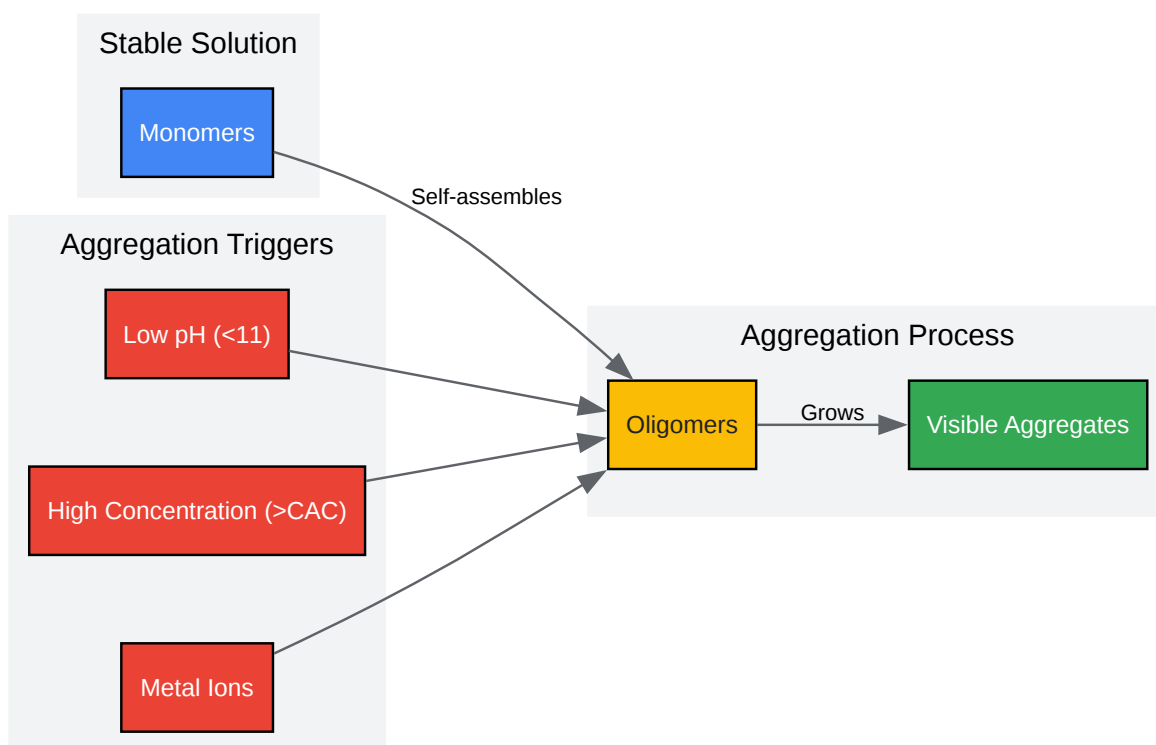 Stable Solution
Monomers
Self-assembles
Aggregation Triggers
Low pH (<11)
High Concentration (>CAC)
Metal Ions
Aggregation Process
Oligomers
Grows
Visible Aggregates